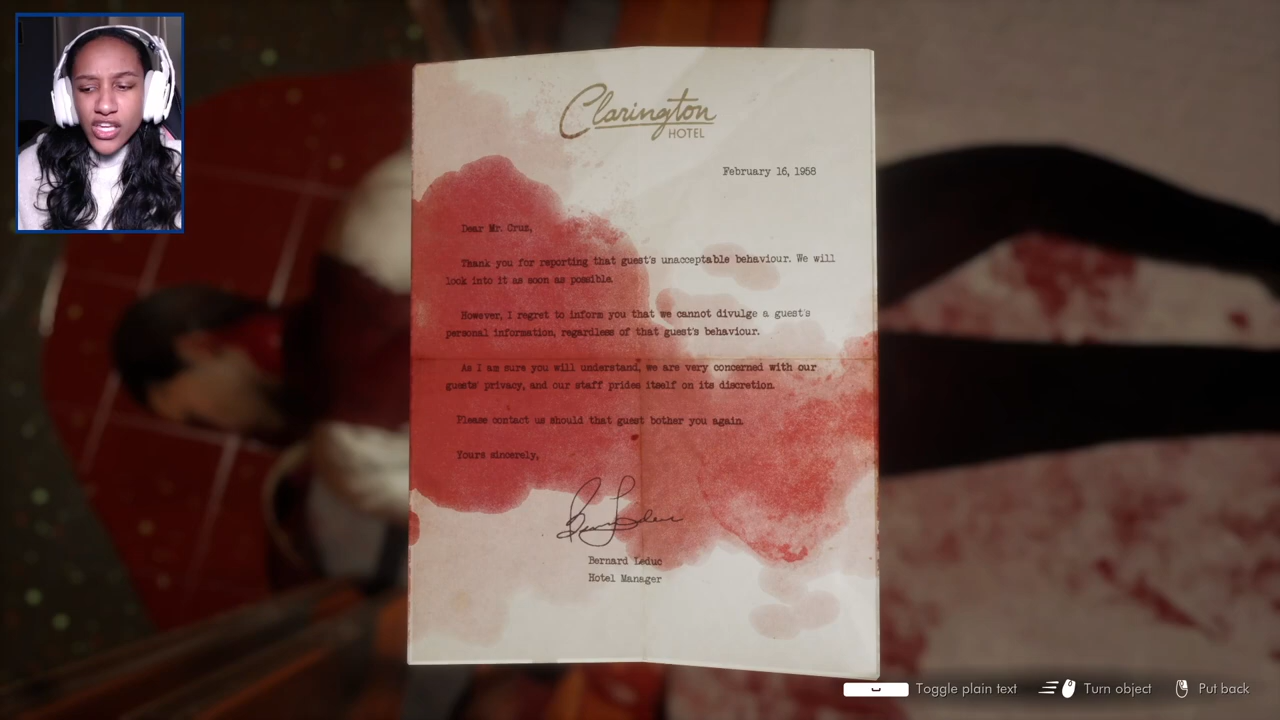 Clarington
HOTEL
February 16, 1958
Dear Mr. Cruz,
Thank you for reporting that guest's unacceptable behaviour. We will
look into it as soon as possible.
However, I regret to inform you that we cannot divulge a guest's
personal information, regardless of that guest's behaviour.
As I am sure you will understand, we are very concerned with our
guests' privacy, and our staff prides itself on its discretion.
Please contact us should that guest bother you again.
Yours sincerely,
Bernard Leduc
Hotel Manager
Toggle plain text
Turn object
Put back